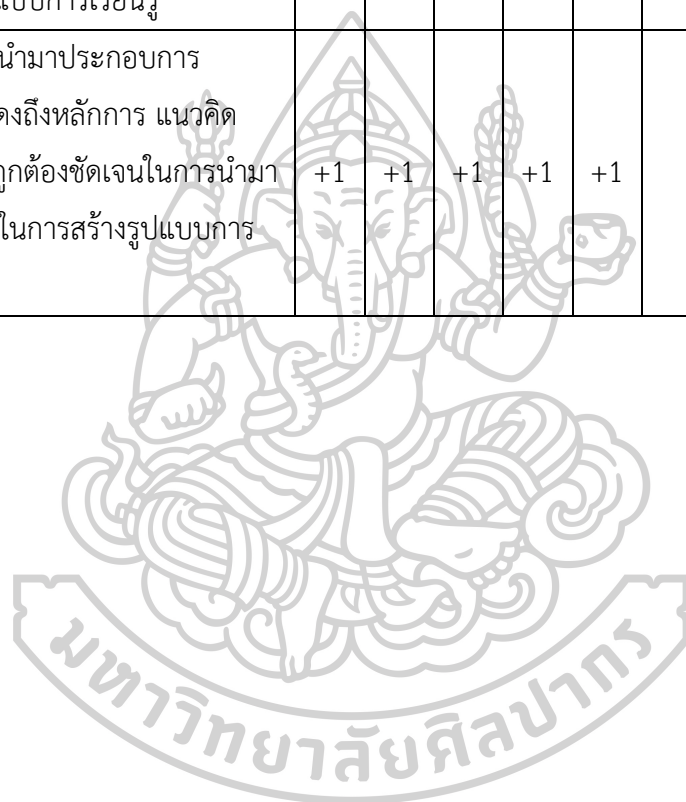 แบบการเรียนรู้
นำมาประกอบการ
ดงถึงหลักการ แนวคิด
ูกต้องชัดเจนในการนำมา +1 +1 +1 +1 +1
ในการสร้างรูปแบบการ
มหาวิทยาลัยศิลปากร